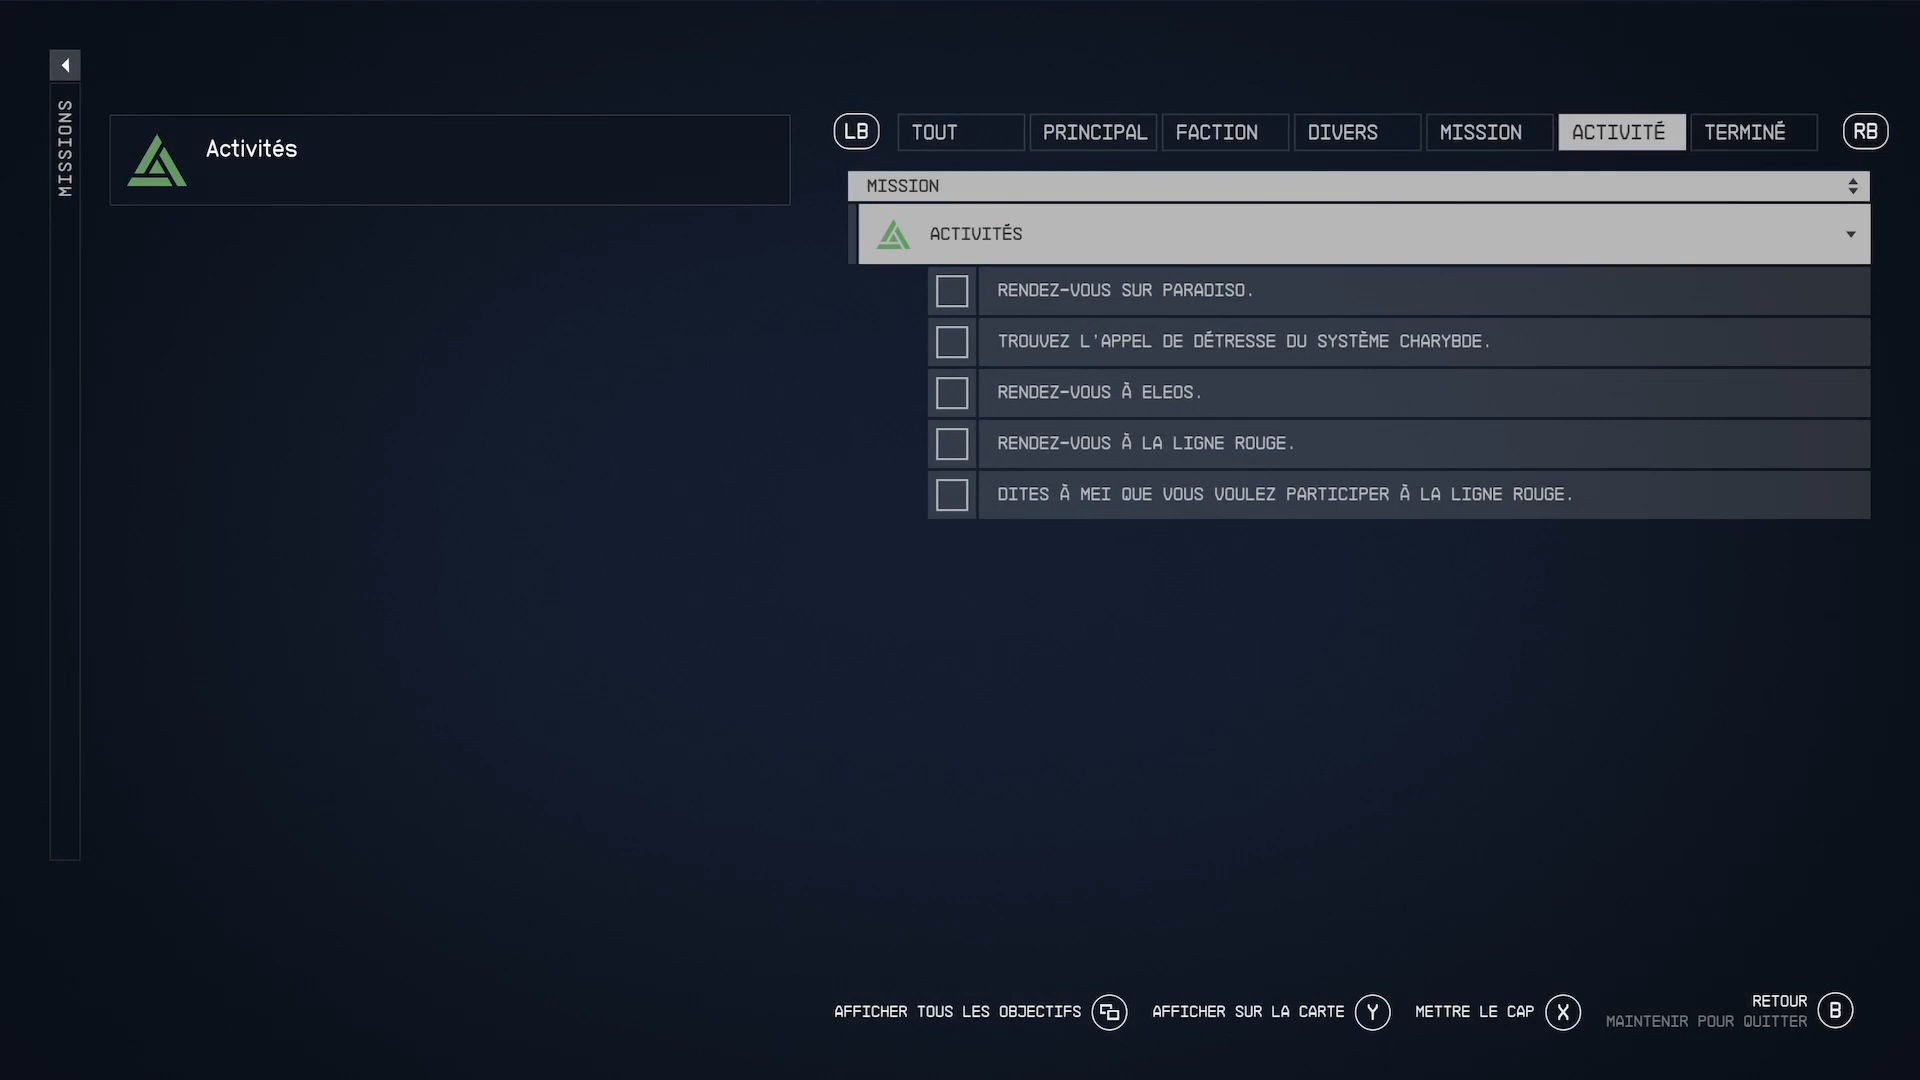 MISSIONS
Activités
LB
TOUT
PRINCIPAL
FACTION
DIVERS
MISSION
ACTIVITÉ
TERMINÉ
RB
MISSION
ACTIVITÉS
RENDEZ-VOUS SUR PARADISO.
TROUVEZ L'APPEL DE DÉTRESSE DU SYSTÈME CHARYBDE.
RENDEZ-VOUS À ELEOS.
RENDEZ-VOUS À LA LIGNE ROUGE.
DITES À MEI QUE VOUS VOULEZ PARTICIPER À LA LIGNE ROUGE.
AFFICHER TOUS LES OBJECTIFS
AFFICHER SUR LA CARTE Y
METTRE LE CAP X
RETOUR B
MAINTENIR POUR QUITTER